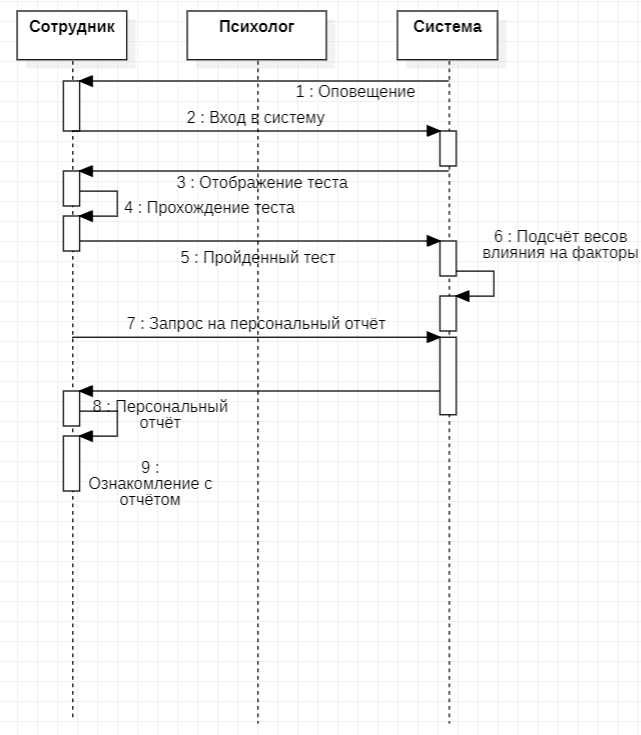 Сотрудник
Психолог
Система
1 : Оповещение
2 : Вход в систему
3 : Отображение теста
4 : Прохождение теста
5 : Пройденный тест
6 : Подсчёт весов
влияния на факторы
7 : Запрос на персональный отчёт
8 : Персональный
отчёт
9 :
Ознакомление с
отчётом